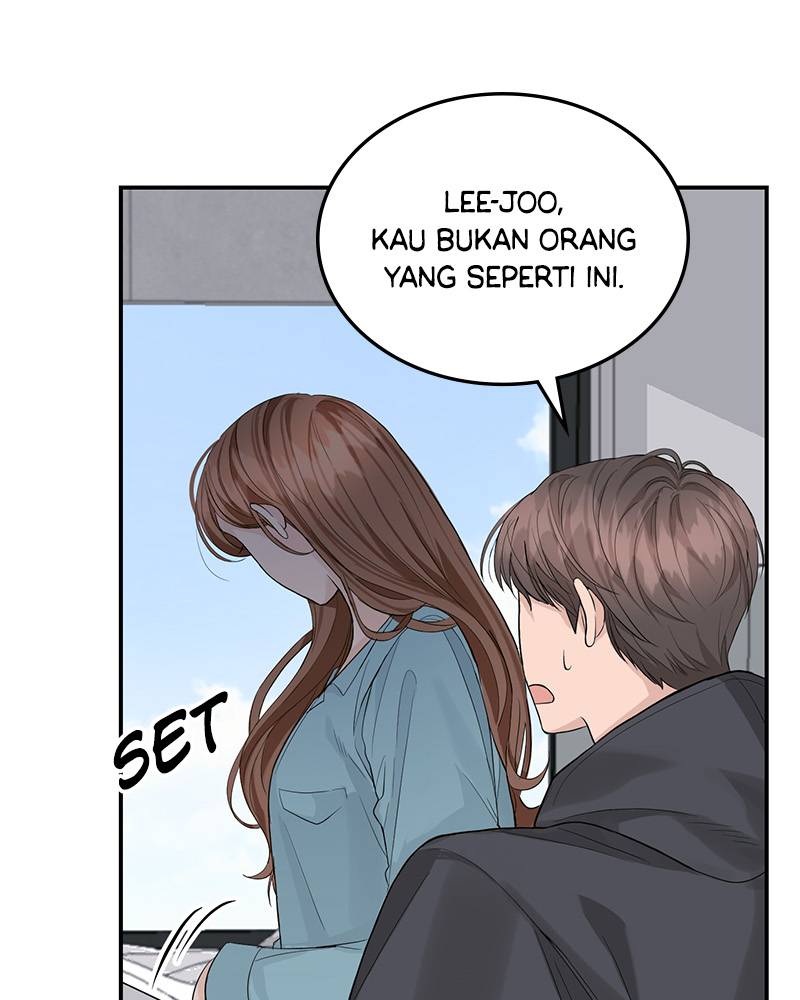 LEE-JOO,
KAU BUKAN ORANG
YANG SEPERTI INI.
SET